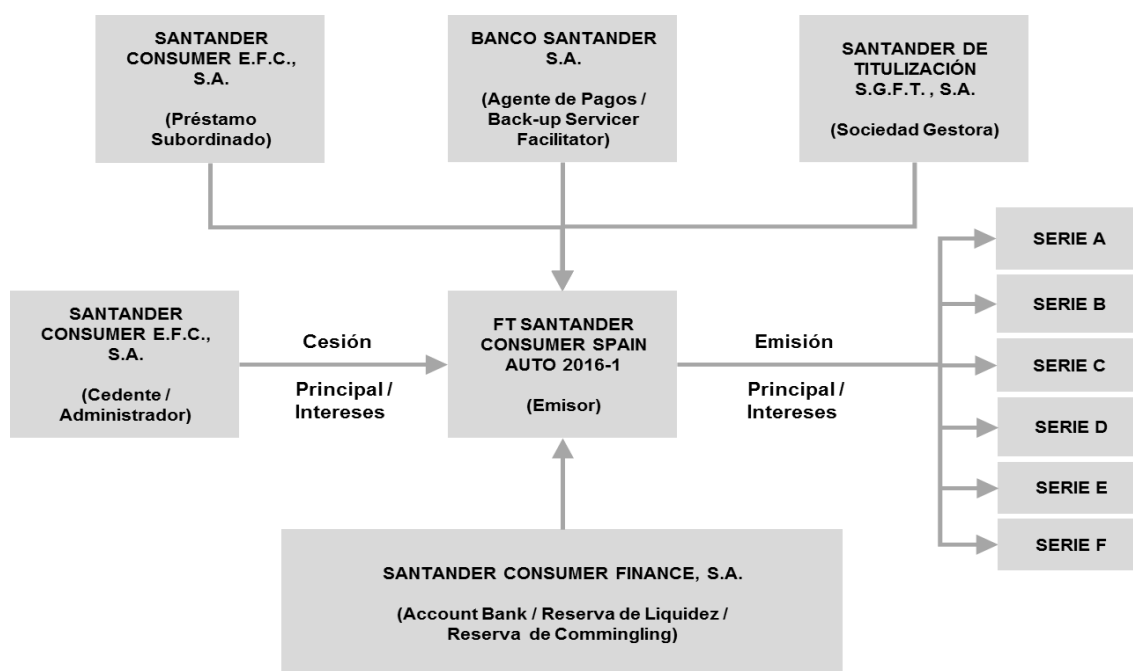 SANTANDER
CONSUMER E.F.C.,
S.A.
(Préstamo
Subordinado)
BANCO SANTANDER
S.A.
(Agente de Pagos /
Back-up Servicer
Facilitator)
SANTANDER DE
TITULIZACIÓN
S.G.F.T. , S.A.
(Sociedad Gestora)
SANTANDER
CONSUMER E.F.C.,
S.A.
(Cedente /
Administrador)
Cesión
Principal /
Intereses
FT SANTANDER
CONSUMER SPAIN
AUTO 2016-1
(Emisor)
Emisión
Principal /
Intereses
SERIE A
SERIE B
SERIE C
SERIE D
SERIE E
SERIE F
SANTANDER CONSUMER FINANCE, S.A.
(Account Bank / Reserva de Liquidez /
Reserva de Commingling)